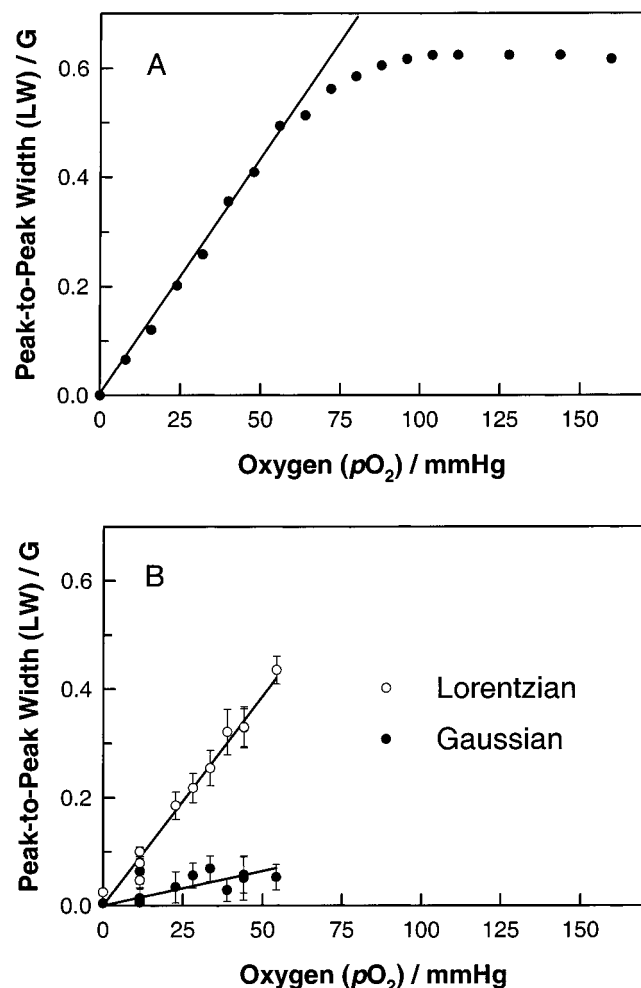 A
Peak-to-Peak Width (LW) / G
0.6
0.4
0.2
0.0
0 25 50 75 100 125 150
Oxygen (pO₂) / mmHg
B
Peak-to-Peak Width (LW) / G
0.6
0.4
0.2
0.0
Lorentzian
Gaussian
0 25 50 75 100 125 150
Oxygen (pO₂) / mmHg